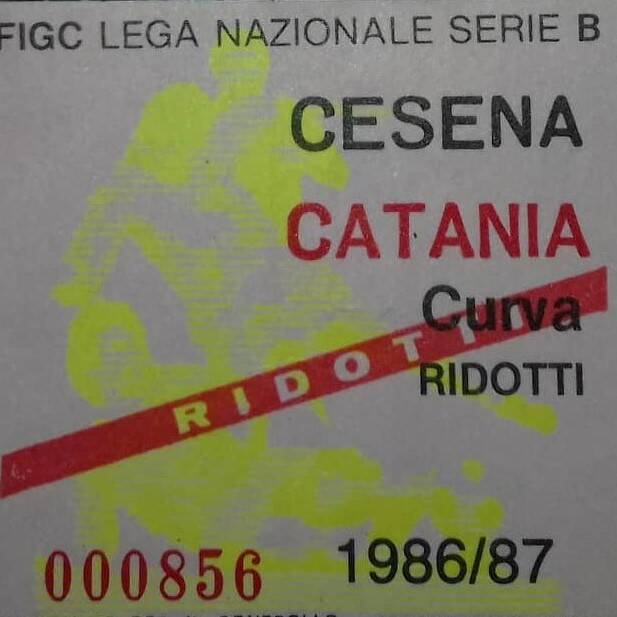 FIGC LEGA NAZIONALE SERIE B
CESENA
CATANIA
Curva
RIDOTTI
RIDOTTI
000856
1986/87